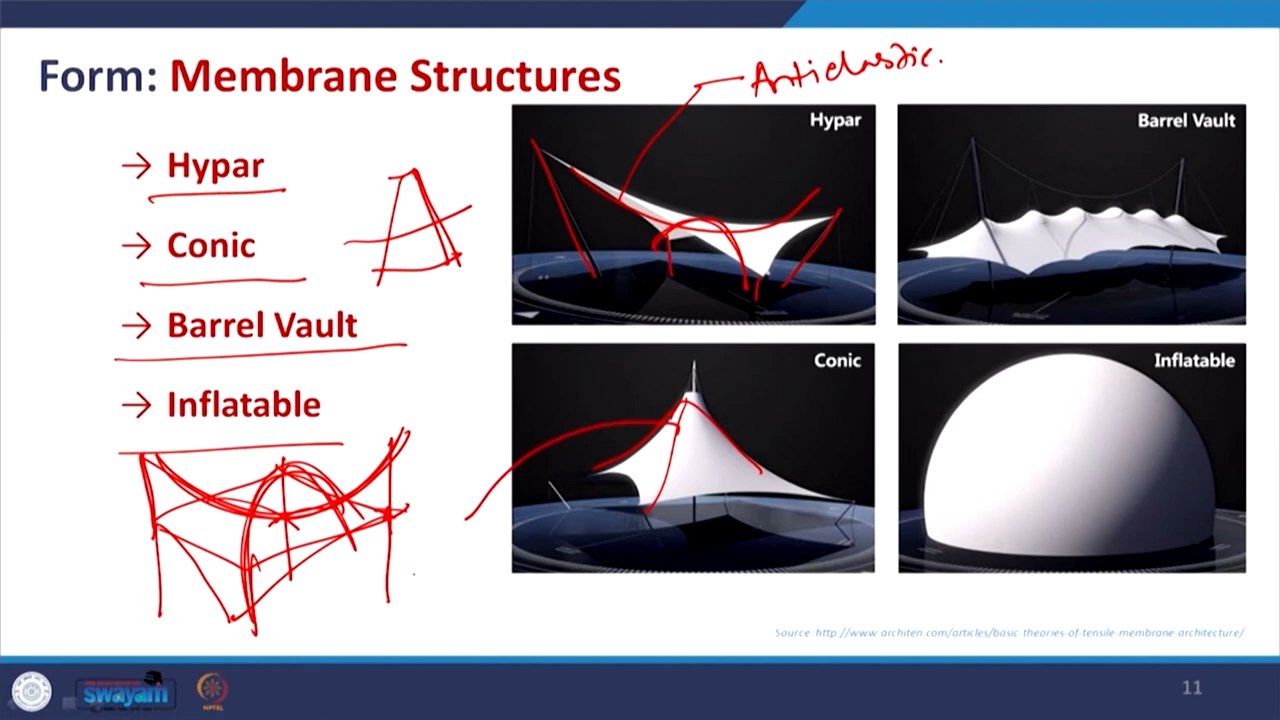 Form: Membrane Structures
Anticlastic.
→ Hypar
→ Conic
→ Barrel Vault
→ Inflatable
Hypar
Barrel Vault
Conic
Inflatable
Source: http://www.architen.com/articles/basic-theories-of-tensile-membrane-architecture/
swayam
NPTEL
11